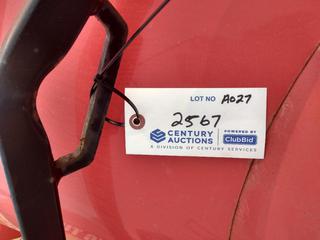 LOT NO A027
2567
CENTURY AUCTIONS
POWERED BY ClubBid
A DIVISION OF CENTURY SERVICES